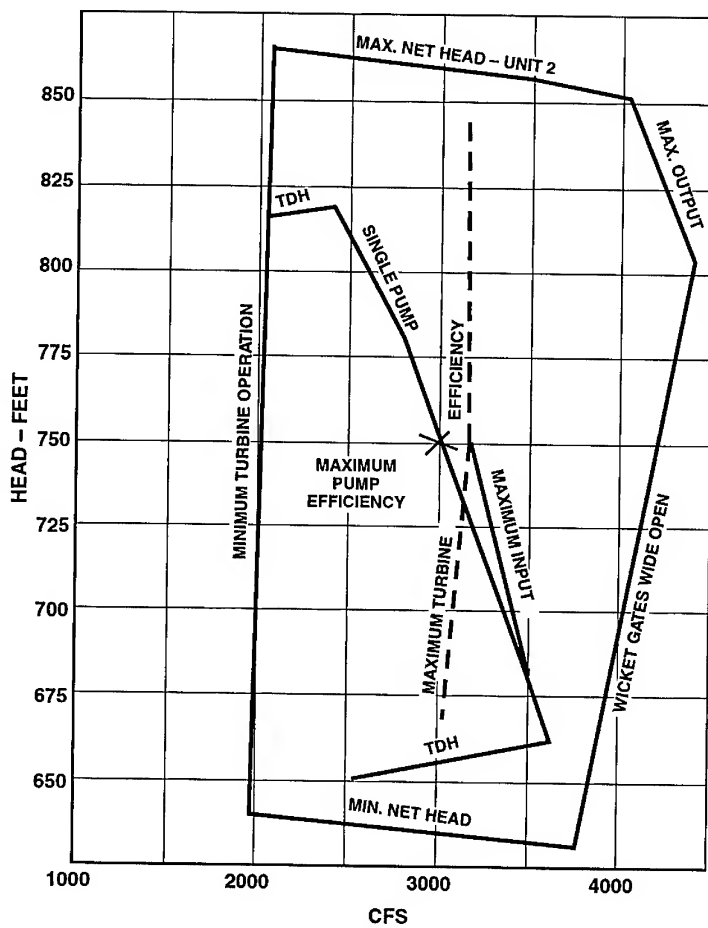 MAX. NET HEAD – UNIT 2
850
MAX. OUTPUT
825
TDH
SINGLE PUMP
800
775
EFFICIENCY
MINIMUM TURBINE OPERATION
HEAD – FEET
750
MAXIMUM
PUMP
EFFICIENCY
MAXIMUM INPUT
725
MAXIMUM TURBINE
WICKET GATES WIDE OPEN
700
675
TDH
650
MIN. NET HEAD
1000
2000
3000
4000
CFS